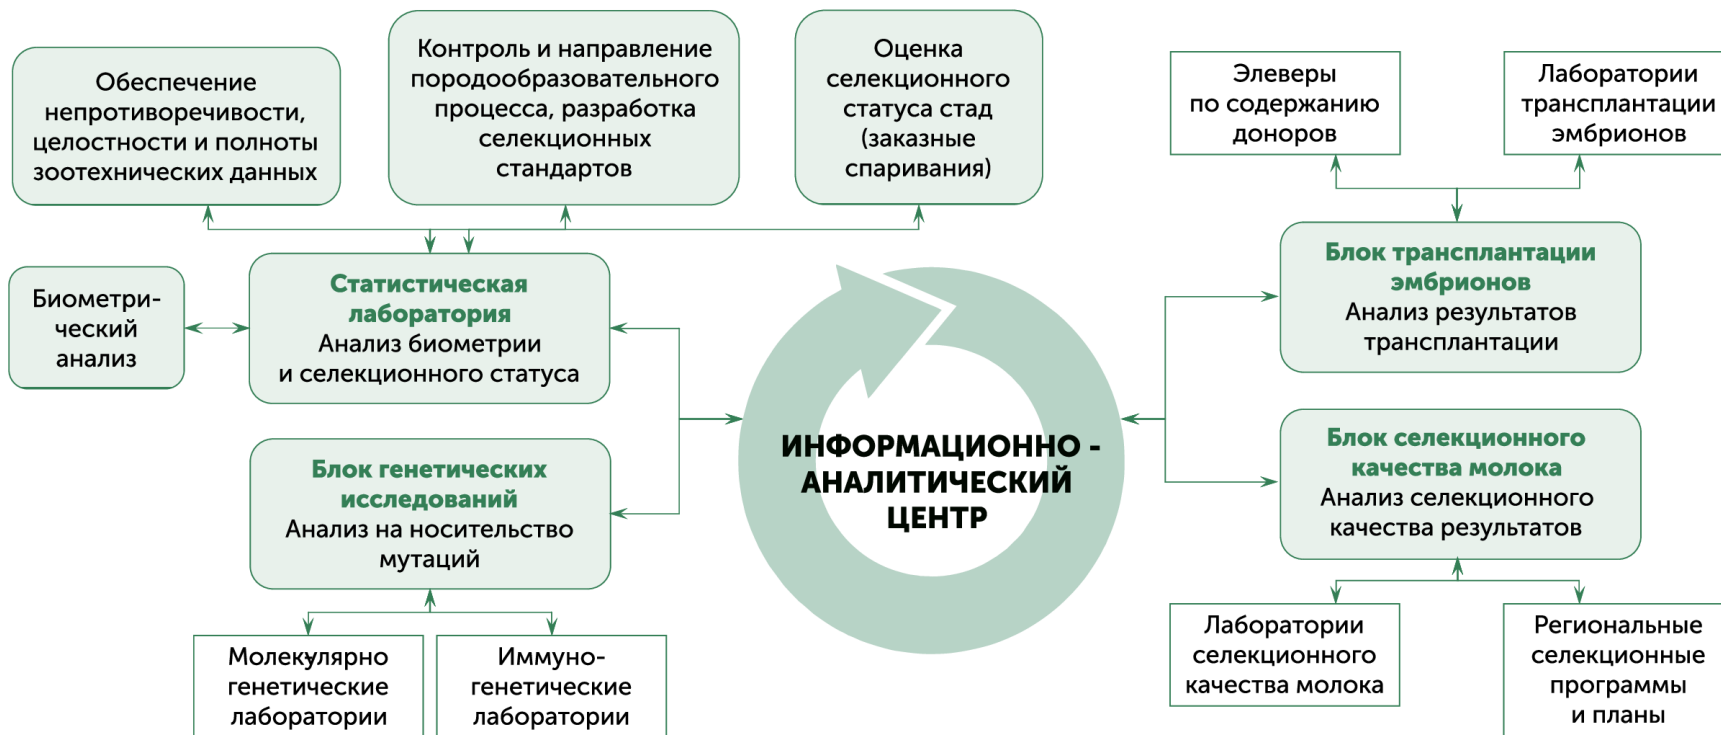 Обеспечение
непротиворечивости,
целостности и полноты
зоотехнических данных
Контроль и направление
породообразовательного
процесса, разработка
селекционных
стандартов
Оценка
селекционного
статуса стад
(заказные
спаривания)
Элеверы
по содержанию
доноров
Лаборатории
трансплантации
эмбрионов
Биометри-
ческий
анализ
Статистическая
лаборатория
Анализ биометрии
и селекционного статуса
Блок генетических
исследований
Анализ на носительство
мутаций
Молекулярно
генетические
лаборатории
Иммуно-
генетические
лаборатории
ИНФОРМАЦИОННО -
АНАЛИТИЧЕСКИЙ
ЦЕНТР
Блок трансплантации
эмбрионов
Анализ результатов
трансплантации
Блок селекционного
качества молока
Анализ селекционного
качества результатов
Лаборатории
селекционного
качества молока
Региональные
селекционные
программы
и планы